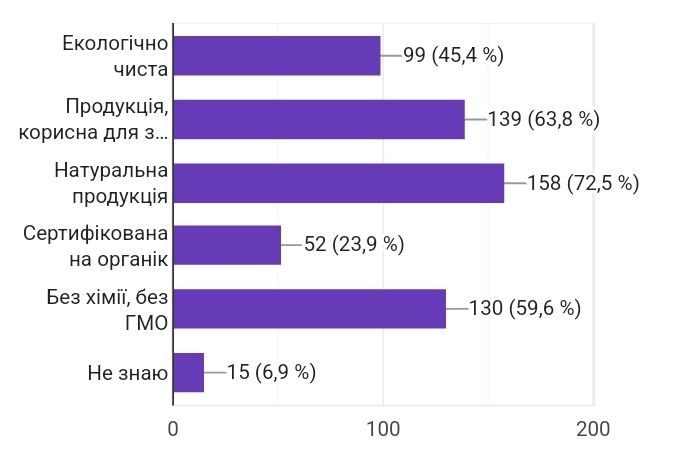 Екологічно
чиста
99 (45,4 %)
Продукція,
корисна для з...
139 (63,8 %)
Натуральна
продукція
158 (72,5 %)
Сертифікована
на органік
52 (23,9 %)
Без хімії, без
ГМО
130 (59,6 %)
Не знаю
15 (6,9 %)
0 100 200